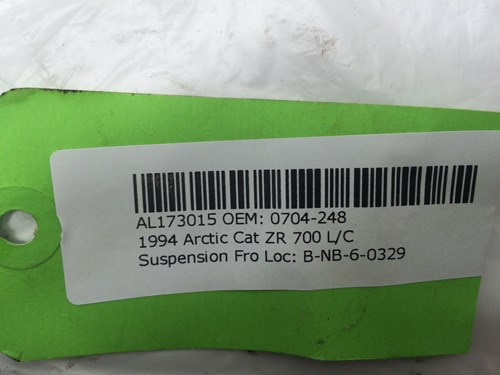 AL173015 OEM: 0704-248
1994 Arctic Cat ZR 700 L/C
Suspension Fro Loc: B-NB-6-0329